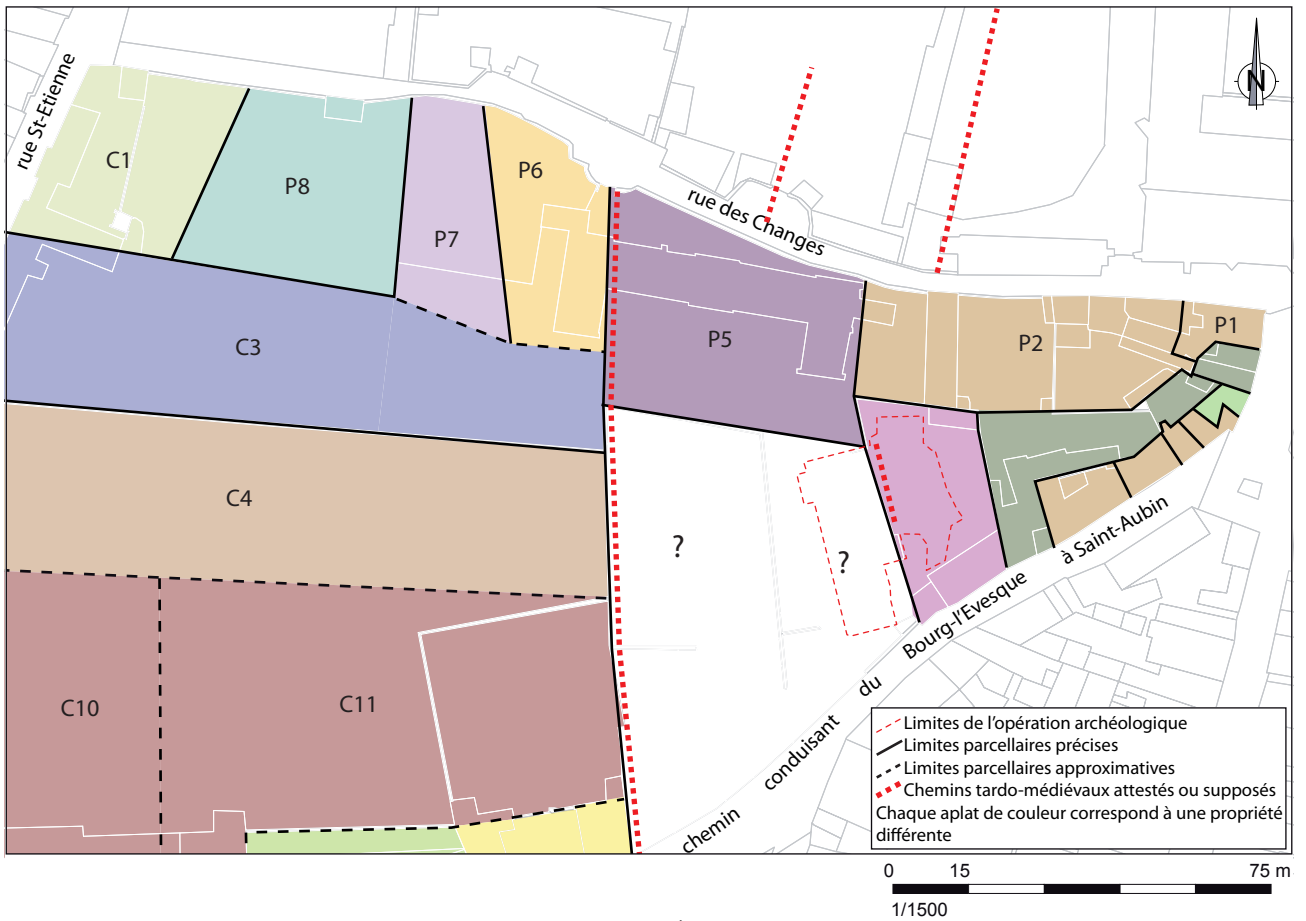 rue St-Etienne
N
C1
P8
P7
P6
rue des Changes
C3
P5
P2
P1
C4
?
?
C10
C11
chemin conduisant du Bourg-l'Evesque à Saint-Aubin
Limites de l'opération archéologique
Limites parcellaires précises
Limites parcellaires approximatives
Chemins tardo-médiévaux attestés ou supposés
Chaque aplat de couleur correspond à une propriété
différente
0 15 75 m
1/1500